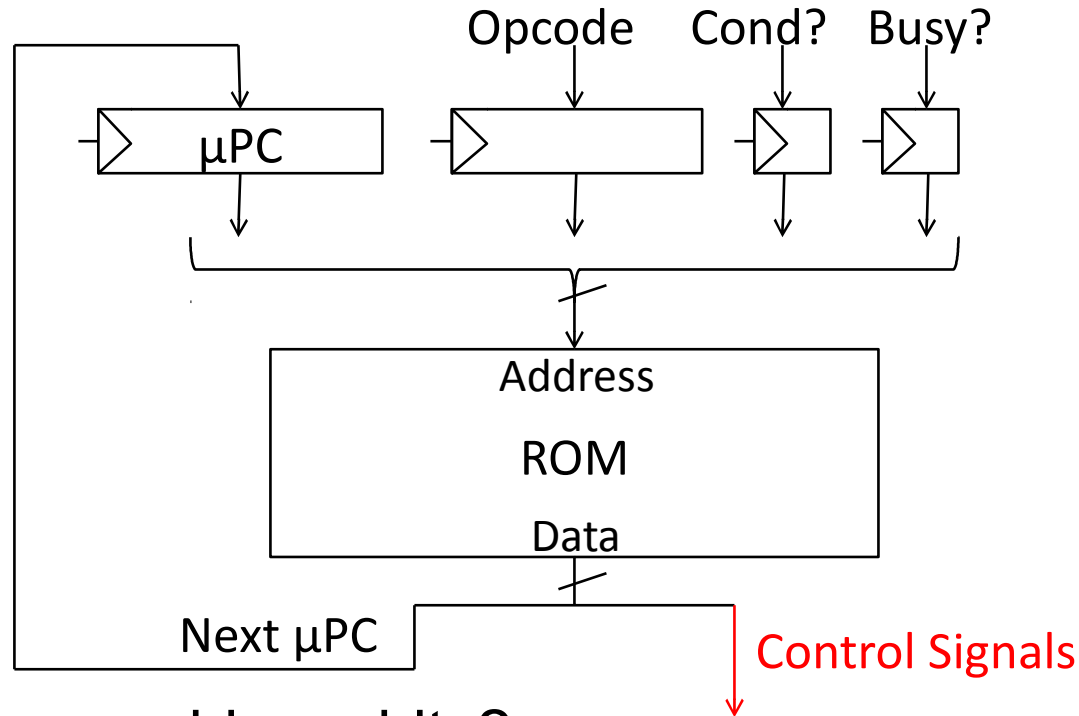 Opcode Cond? Busy?
µPC
Address
ROM
Data
Next µPC
Control Signals